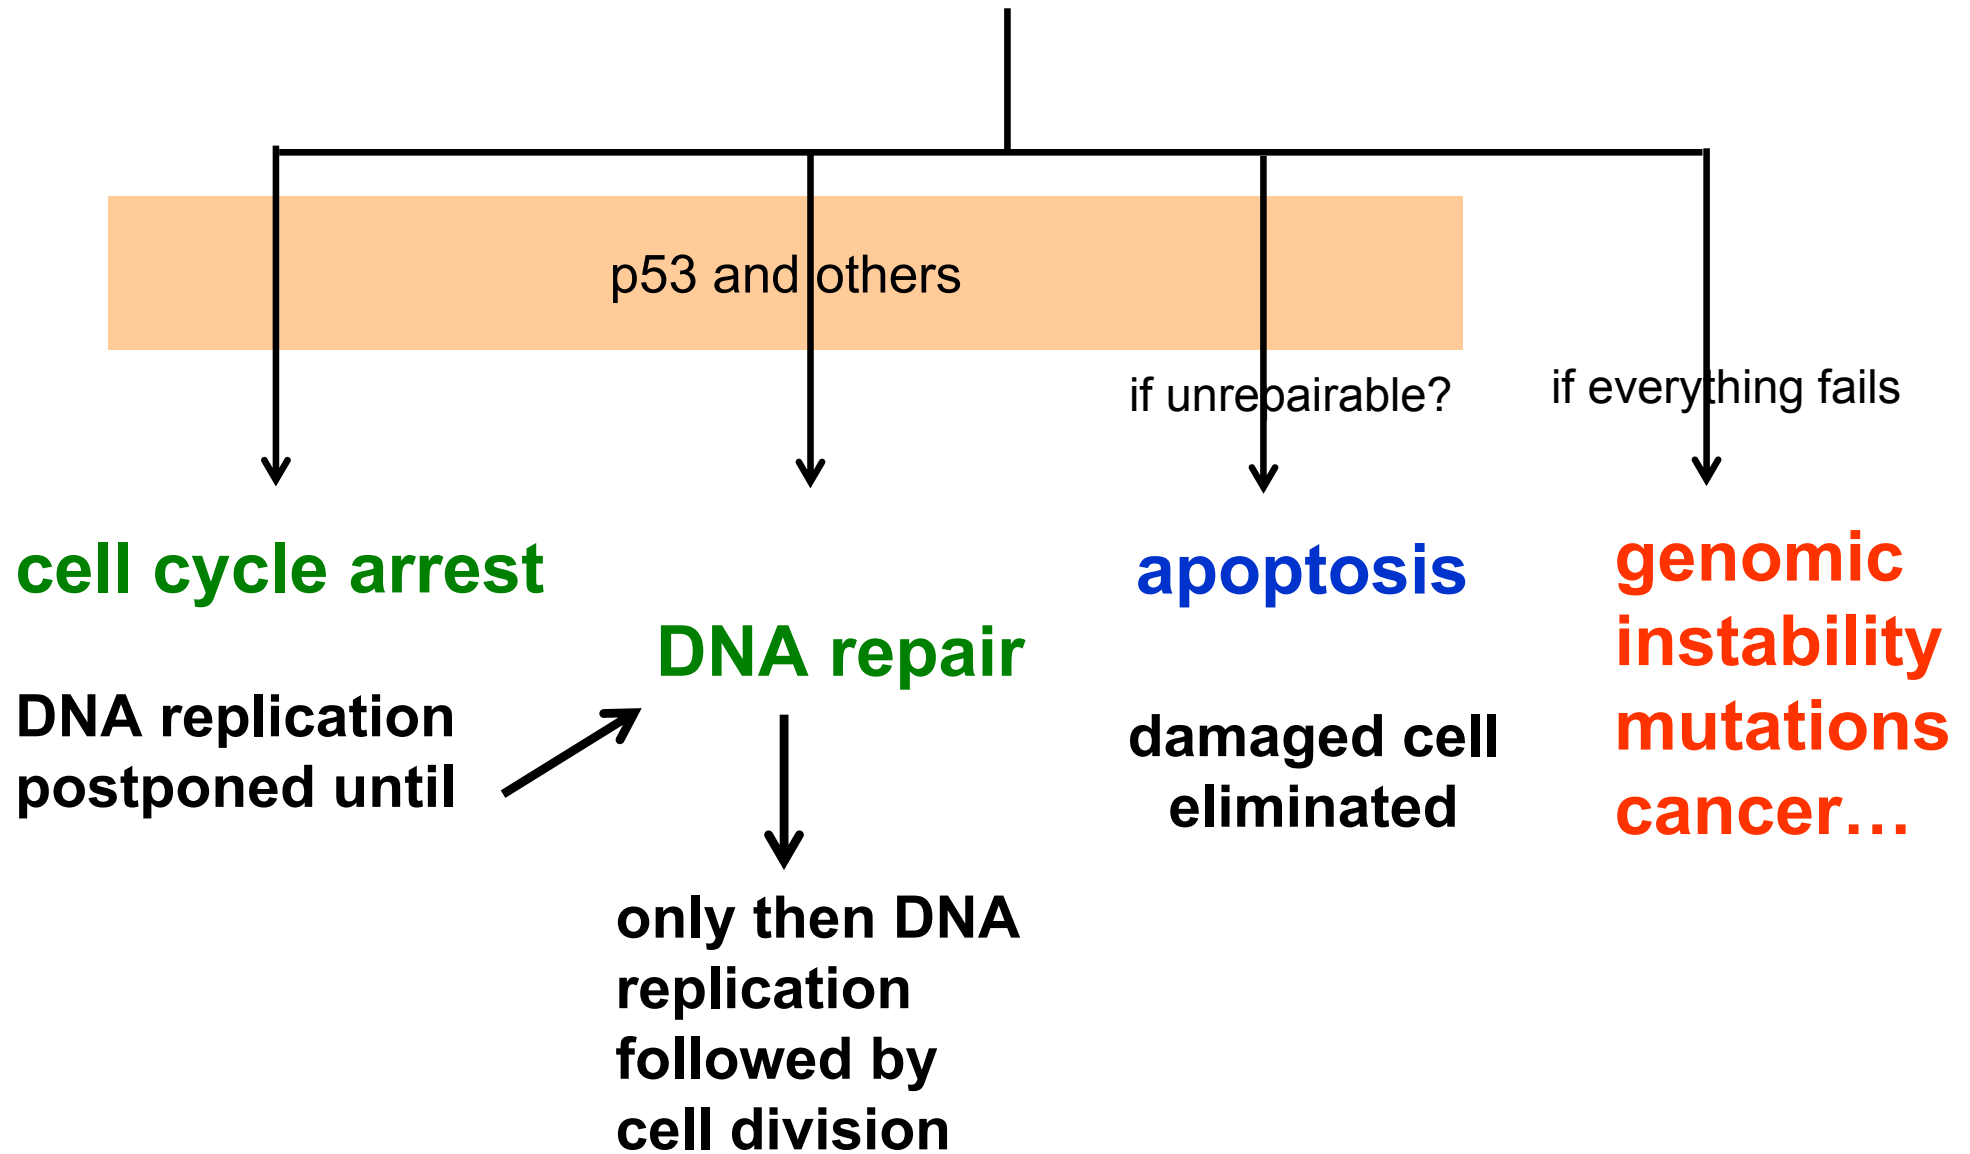 p53 and others
if unrepairable?
if everything fails
cell cycle arrest
DNA replication
postponed until
DNA repair
only then DNA
replication
followed by
cell division
apoptosis
damaged cell
eliminated
genomic
instability
mutations
cancer…